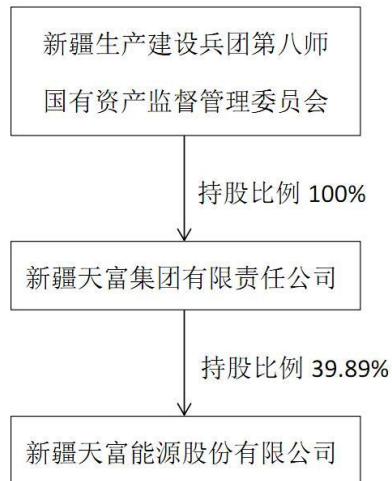 新疆生产建设兵团第八师
国有资产监督管理委员会
持股比例 100%
新疆天富集团有限责任公司
持股比例 39.89%
新疆天富能源股份有限公司